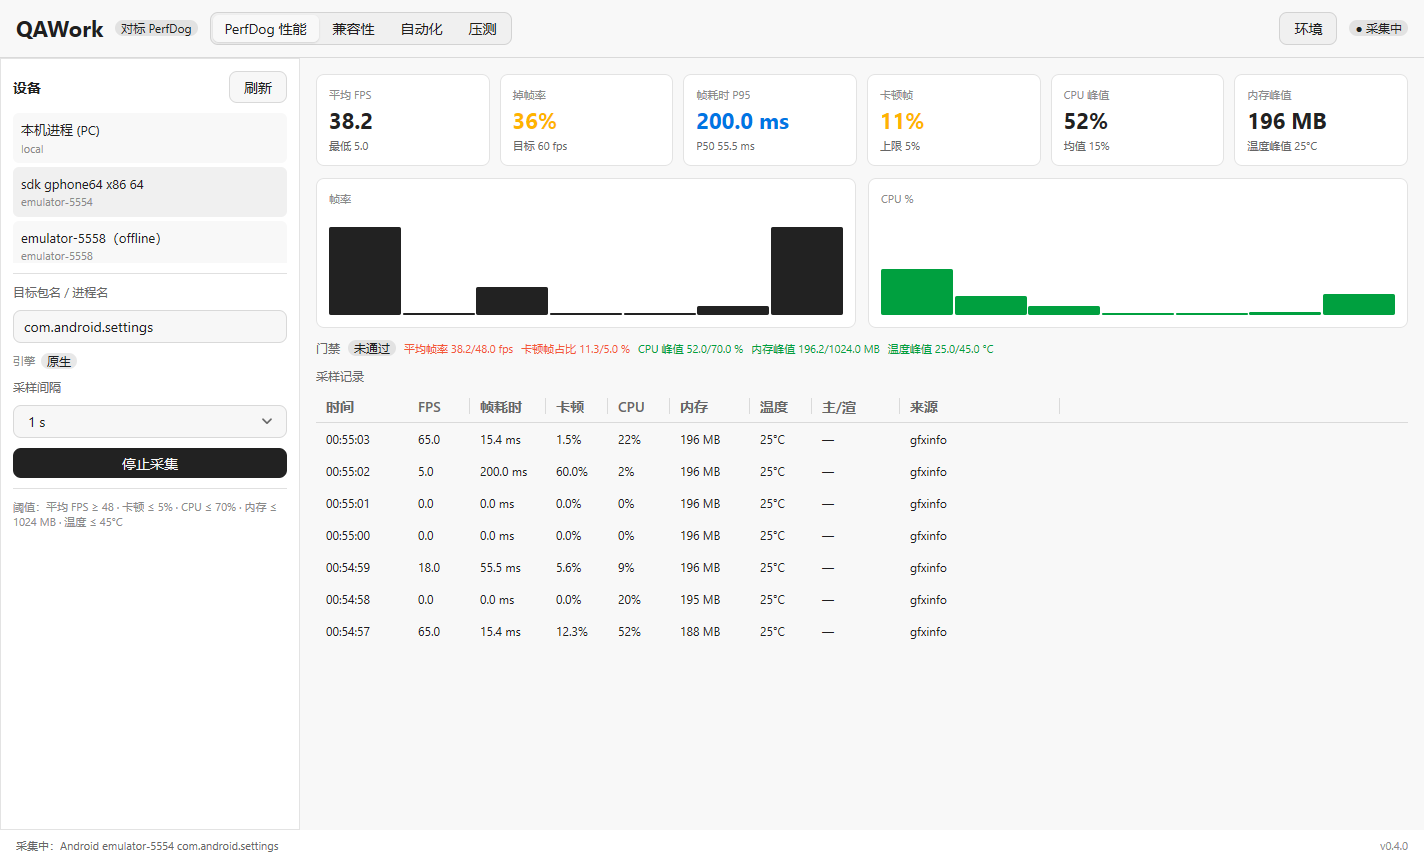 QAWork 对标 PerfDog PerfDog 性能 兼容性 自动化 压测 环境 ● 采集中
设备 刷新
本机进程 (PC)
local
sdk gphone64 x86 64
emulator-5554
emulator-5558（offline）
emulator-5558
目标包名 / 进程名
com.android.settings
引擎 原生
采样间隔
1 s
停止采集
阈值：平均 FPS ≥ 48 · 卡顿 ≤ 5% · CPU ≤ 70% · 内存 ≤
1024 MB · 温度 ≤ 45°C
平均 FPS
38.2
最低 5.0
掉帧率
36%
目标 60 fps
帧耗时 P95
200.0 ms
P50 55.5 ms
卡顿帧
11%
上限 5%
CPU 峰值
52%
均值 15%
内存峰值
196 MB
温度峰值 25°C
帧率
CPU %
门禁 未通过 平均帧率 38.2/48.0 fps 卡顿帧占比 11.3/5.0 % CPU 峰值 52.0/70.0 % 内存峰值 196.2/1024.0 MB 温度峰值 25.0/45.0 °C
采样记录
时间 FPS 帧耗时 卡顿 CPU 内存 温度 主/渲 来源
00:55:03 65.0 15.4 ms 1.5% 22% 196 MB 25°C — gfxinfo
00:55:02 5.0 200.0 ms 60.0% 2% 196 MB 25°C — gfxinfo
00:55:01 0.0 0.0 ms 0.0% 0% 196 MB 25°C — gfxinfo
00:55:00 0.0 0.0 ms 0.0% 0% 196 MB 25°C — gfxinfo
00:54:59 18.0 55.5 ms 5.6% 9% 196 MB 25°C — gfxinfo
00:54:58 0.0 0.0 ms 0.0% 20% 195 MB 25°C — gfxinfo
00:54:57 65.0 15.4 ms 12.3% 52% 188 MB 25°C — gfxinfo
采集中：Android emulator-5554 com.android.settings v0.4.0